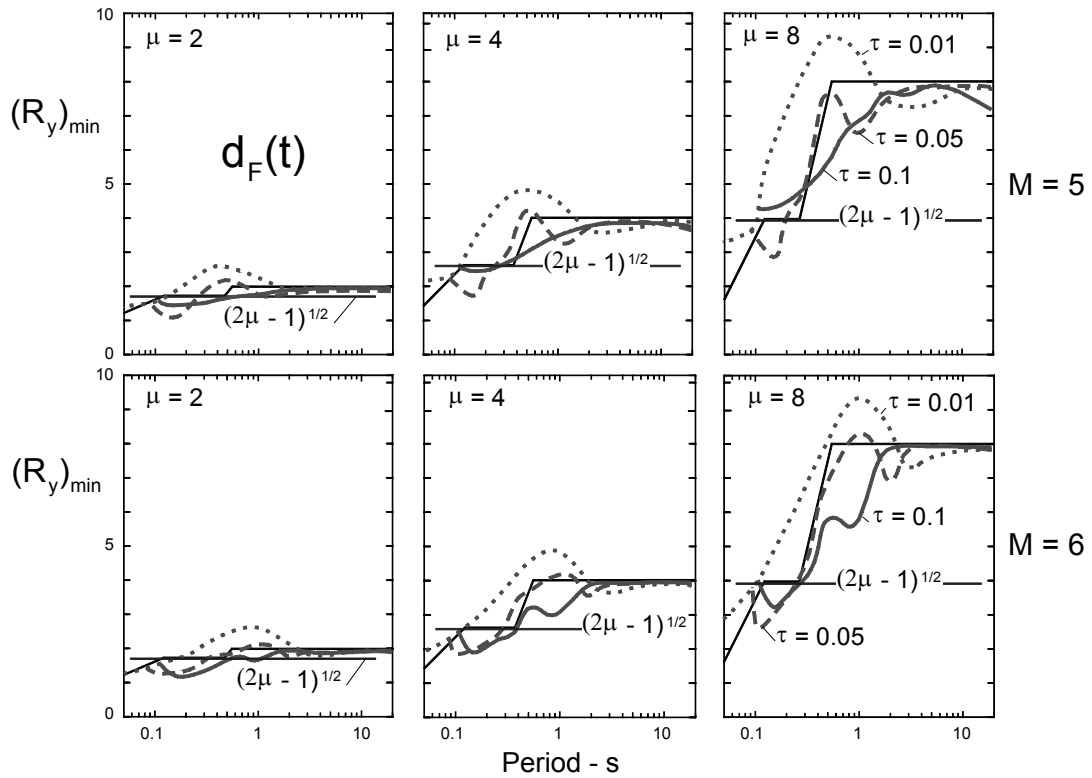 μ = 2
μ = 4
μ = 8
τ = 0.01
(R_y)_min
d_F(t)
τ = 0.05
τ = 0.1
M = 5
(2μ - 1)^1/2
(2μ - 1)^1/2
(2μ - 1)^1/2
10
5
0
μ = 2
μ = 4
μ = 8
τ = 0.01
(R_y)_min
τ = 0.1
M = 6
(2μ - 1)^1/2
(2μ - 1)^1/2
(2μ - 1)^1/2
τ = 0.05
10
5
0
0.1 1 10
0.1 1 10
0.1 1 10
Period - s